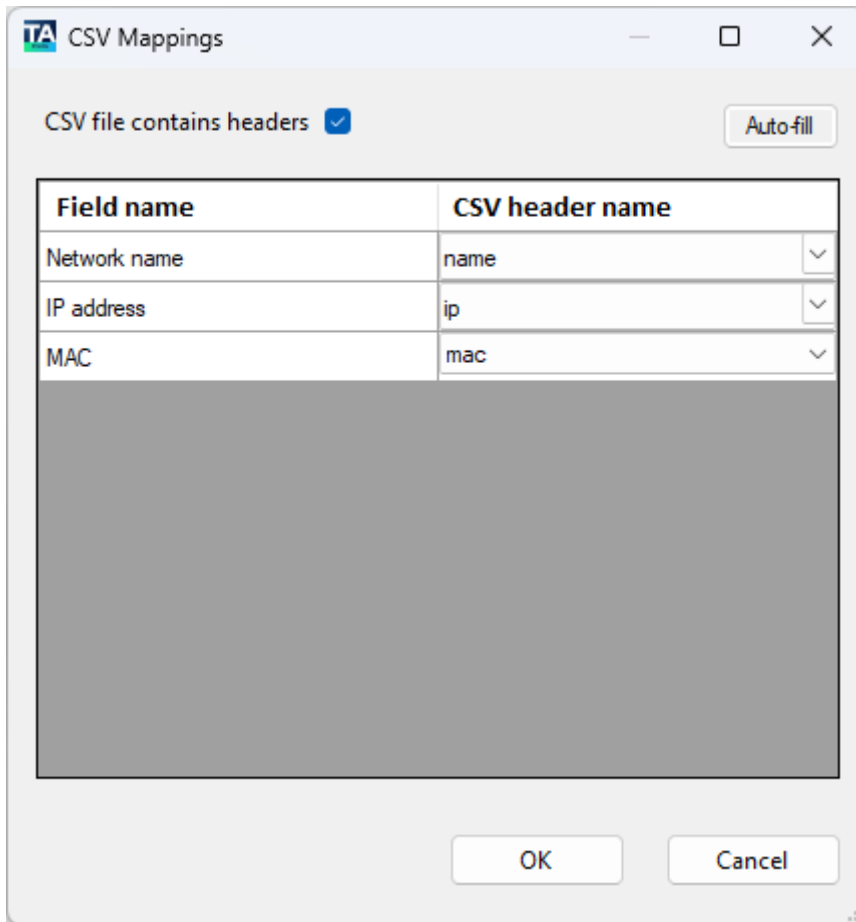 TA CSV Mappings
CSV file contains headers
Auto-fill
Field name CSV header name
Network name name
IP address ip
MAC mac
OK Cancel